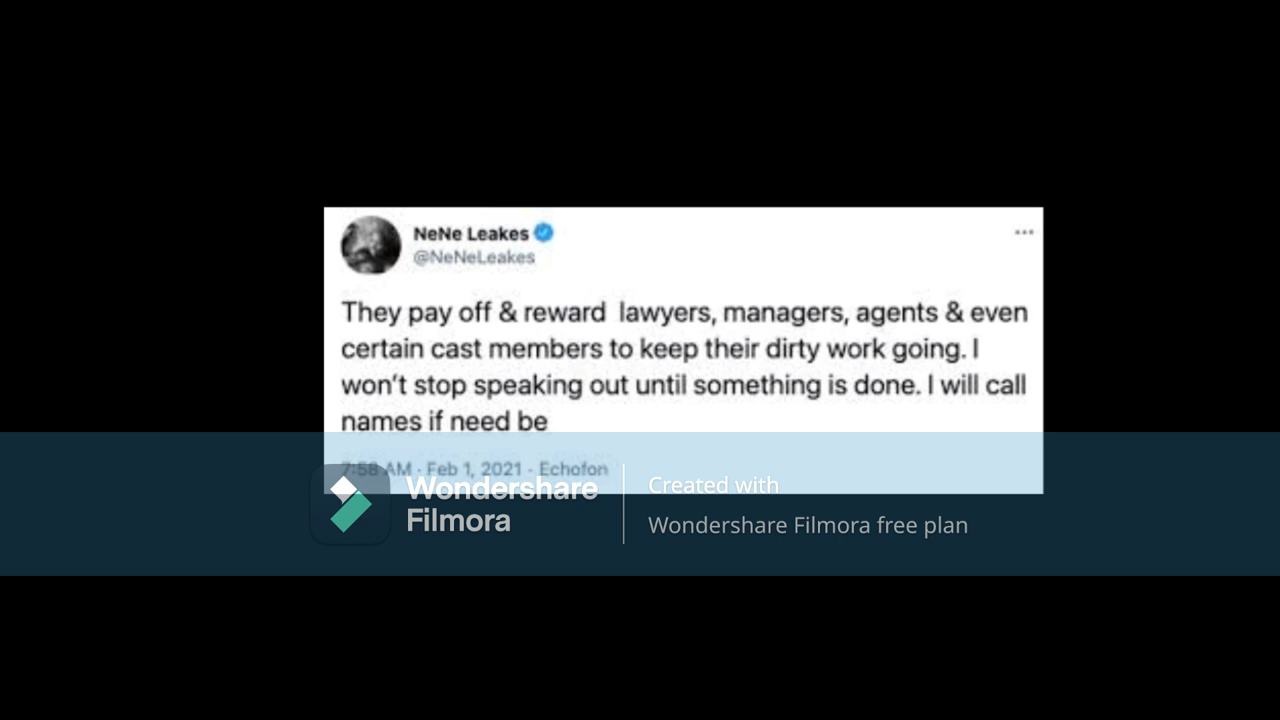 NeNe Leakes
@NeNeLeakes
They pay off & reward lawyers, managers, agents & even
certain cast members to keep their dirty work going. I
won't stop speaking out until something is done. I will call
names if need be
7:58 AM · Feb 1, 2021 · Echofon
Wondershare
Filmora
Created with
Wondershare Filmora free plan